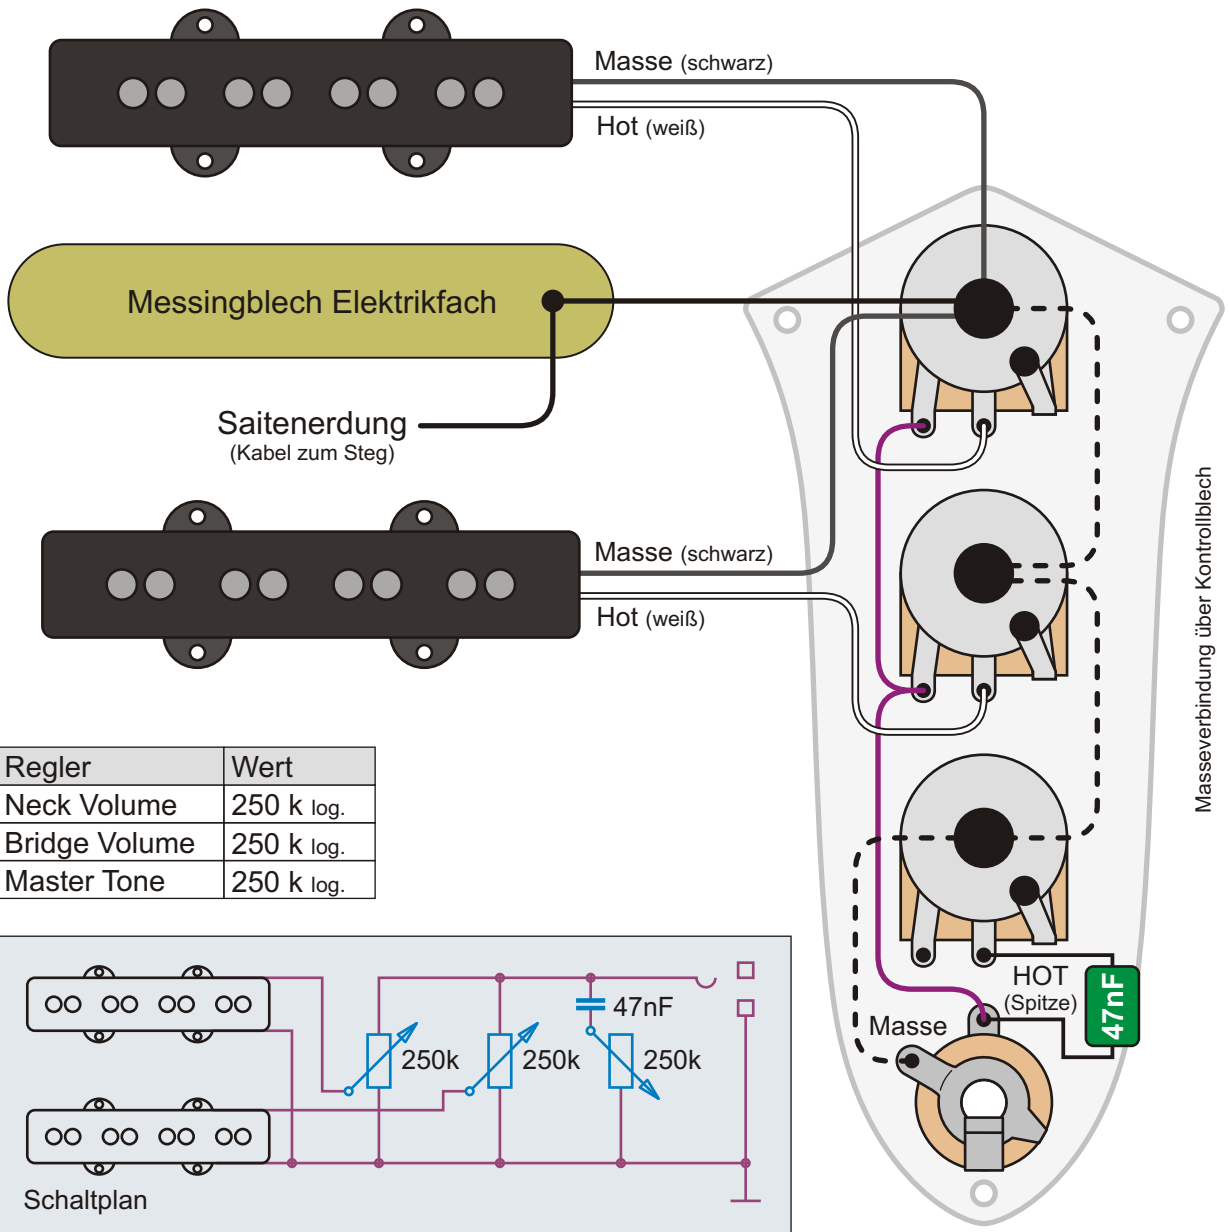 Masse (schwarz)
Hot (weiß)
Messingblech Elektrikfach
Saitenerdung
(Kabel zum Steg)
Masse (schwarz)
Hot (weiß)
Masseverbindung über Kontrollblech
Regler Wert
Neck Volume 250 k log.
Bridge Volume 250 k log.
Master Tone 250 k log.
HOT
(Spitze)
47nF
Masse
47nF
250k 250k 250k
Schaltplan